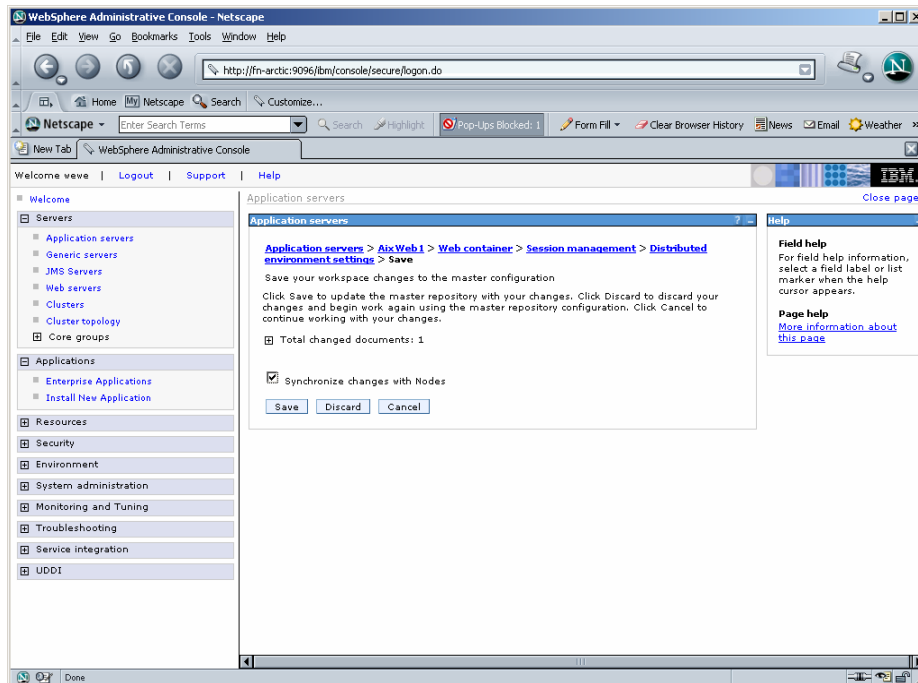 WebSphere Administrative Console - Netscape
File Edit View Go Bookmarks Tools Window Help
http://fn-arctic:9096/ibm/console/secure/logon.do
Home My Netscape Search Customize...
Netscape Enter Search Terms Search Highlight Pop-Ups Blocked: 1 Form Fill Clear Browser History News Email Weather »
New Tab WebSphere Administrative Console
Welcome vewe | Logout | Support | Help IBM.
Welcome
Servers
Application servers
Generic servers
JMS Servers
Web servers
Clusters
Cluster topology
Core groups
Applications
Enterprise Applications
Install New Application
Resources
Security
Environment
System administration
Monitoring and Tuning
Troubleshooting
Service integration
UDDI
Application servers Close page
Application servers ? –
Application servers > AixWeb1 > Web container > Session management > Distributed
environment settings > Save
Save your workspace changes to the master configuration
Click Save to update the master repository with your changes. Click Discard to discard your
changes and begin work again using the master repository configuration. Click Cancel to
continue working with your changes.
Total changed documents: 1
Synchronize changes with Nodes
Save Discard Cancel
Help
Field help
For field help information,
select a field label or list
marker when the help
cursor appears.
Page help
More information about
this page
Done